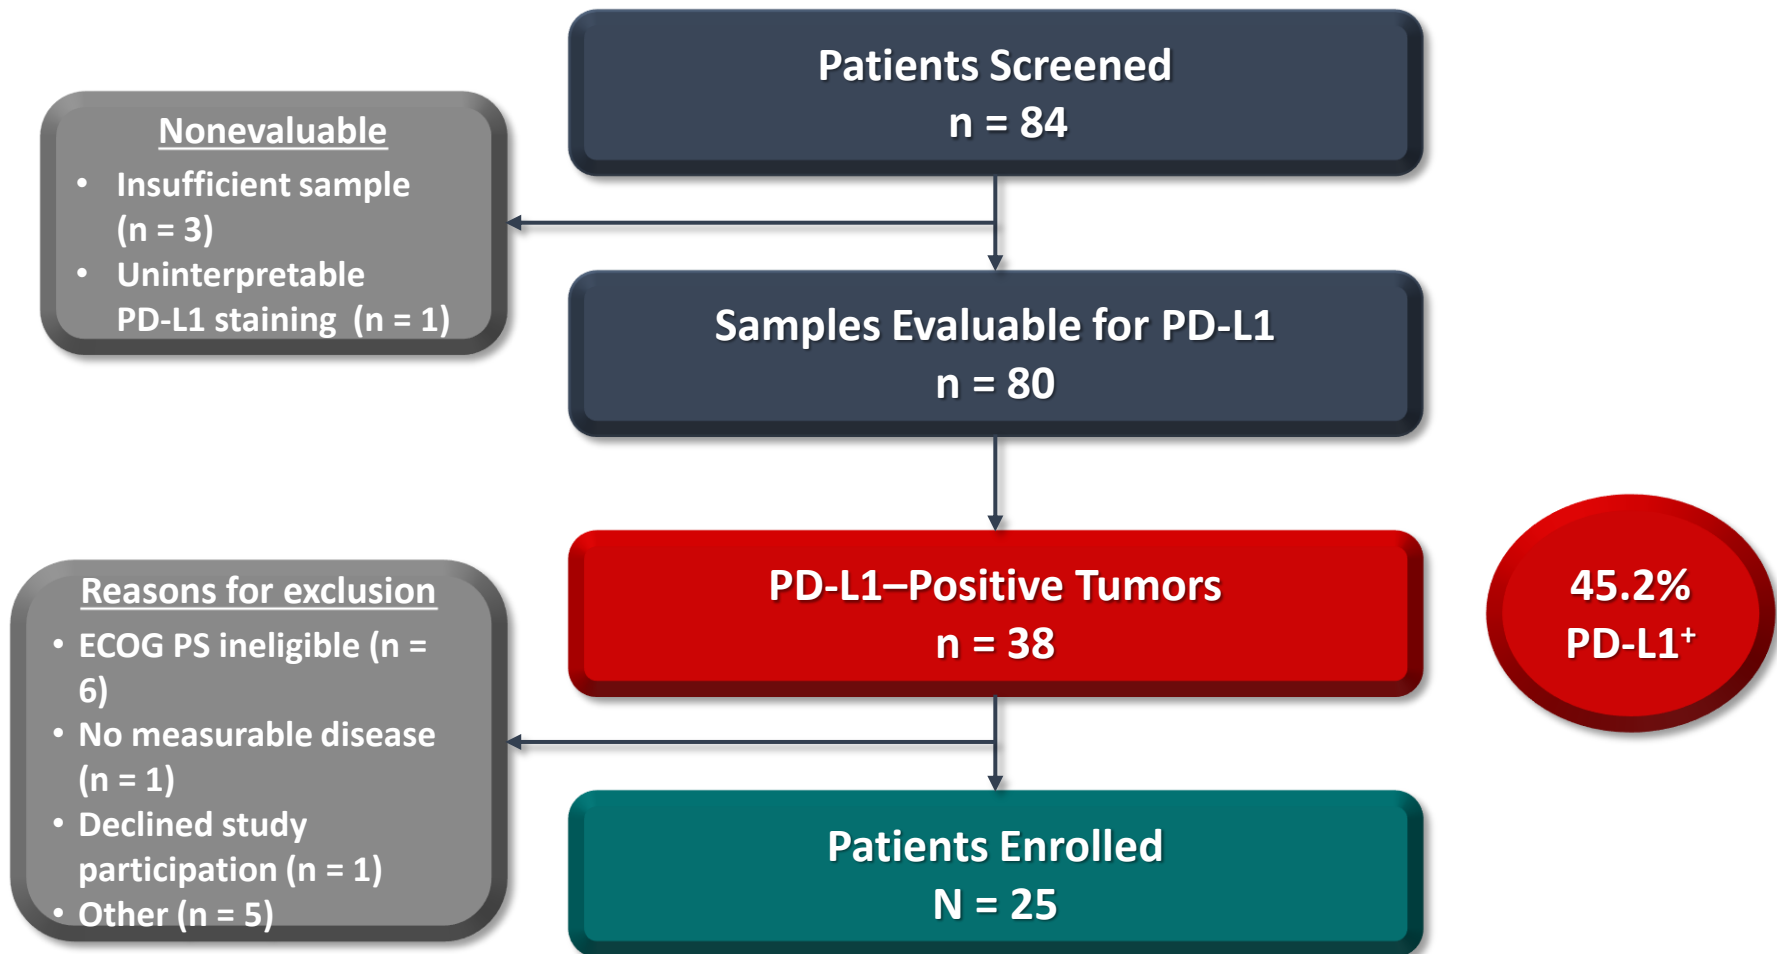 Patients Screened
n = 84
Nonevaluable
• Insufficient sample
(n = 3)
• Uninterpretable
PD-L1 staining (n = 1)
Samples Evaluable for PD-L1
n = 80
PD-L1–Positive Tumors
n = 38
45.2%
PD-L1⁺
Reasons for exclusion
• ECOG PS ineligible (n =
6)
• No measurable disease
(n = 1)
• Declined study
participation (n = 1)
• Other (n = 5)
Patients Enrolled
N = 25